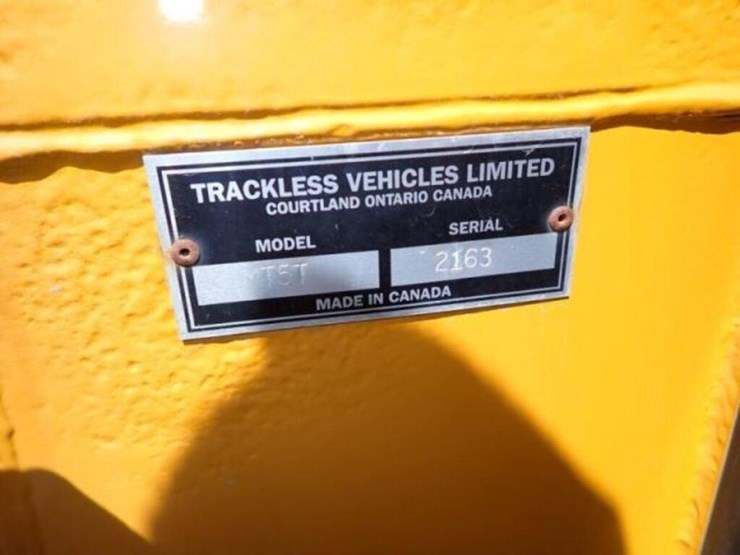 TRACKLESS VEHICLES LIMITED
COURTLAND ONTARIO CANADA
MODEL SERIAL
MT5T 2163
MADE IN CANADA